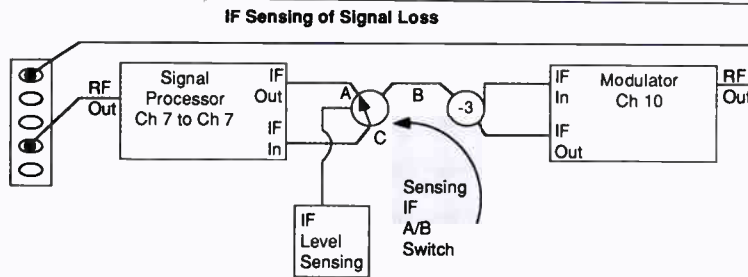 IF Sensing of Signal Loss
RF
Out
Signal
Processor
Ch 7 to Ch 7
IF
Out
IF
In
A
B
C
-3
IF
In
IF
Out
Modulator
Ch 10
RF
Out
IF
Level
Sensing
Sensing
IF
A/B
Switch